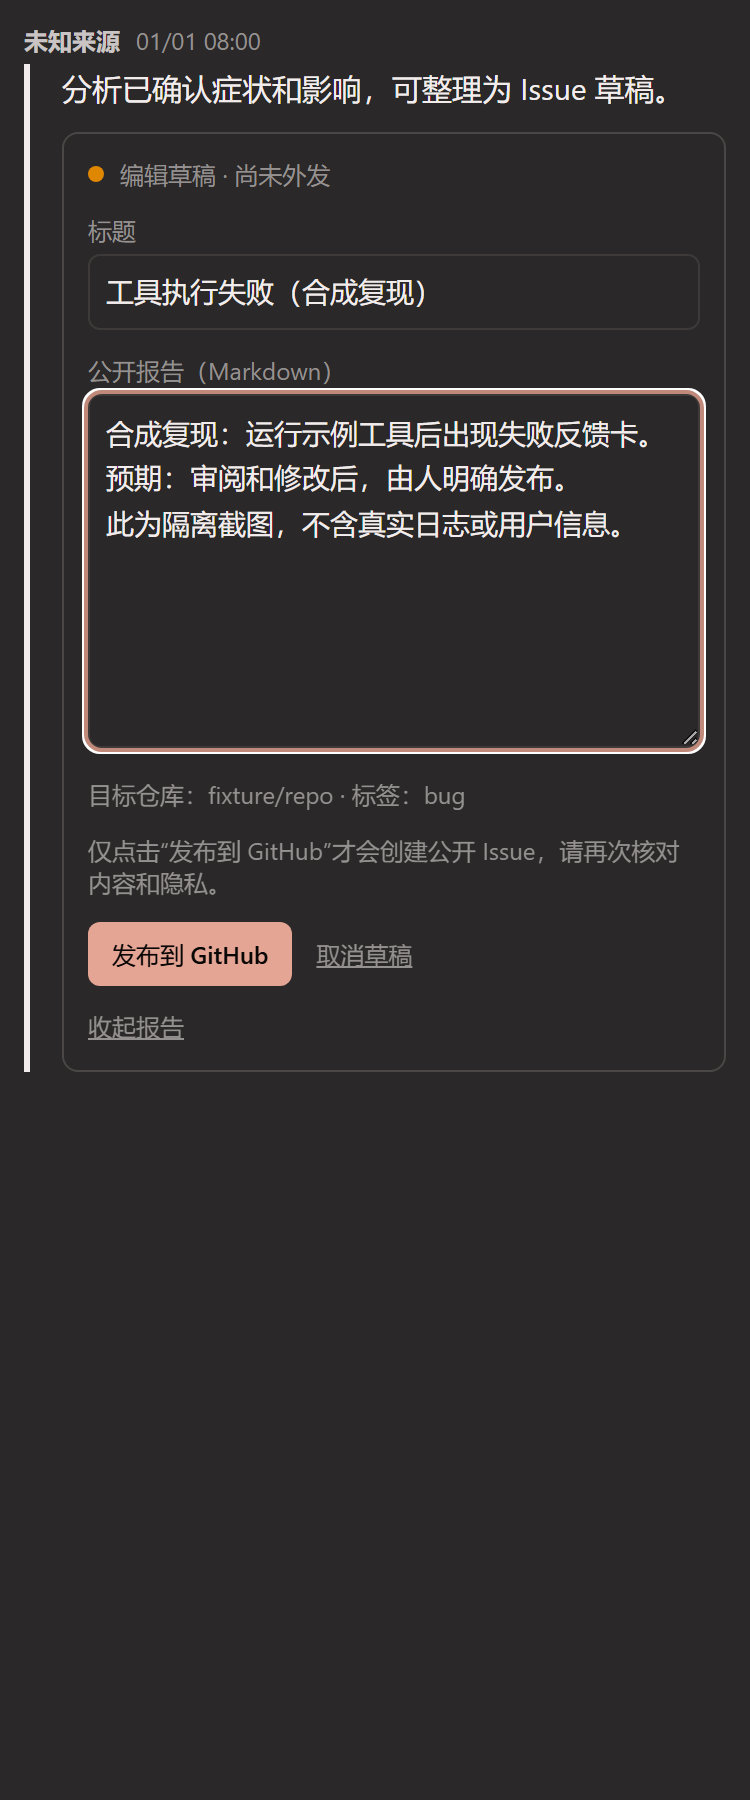 未知来源 01/01 08:00
分析已确认症状和影响，可整理为 Issue 草稿。
编辑草稿 · 尚未外发
标题
工具执行失败（合成复现）
公开报告（Markdown）
合成复现：运行示例工具后出现失败反馈卡。
预期：审阅和修改后，由人明确发布。
此为隔离截图，不含真实日志或用户信息。
目标仓库：fixture/repo · 标签：bug
仅点击“发布到 GitHub”才会创建公开 Issue，请再次核对
内容和隐私。
发布到 GitHub 取消草稿
收起报告